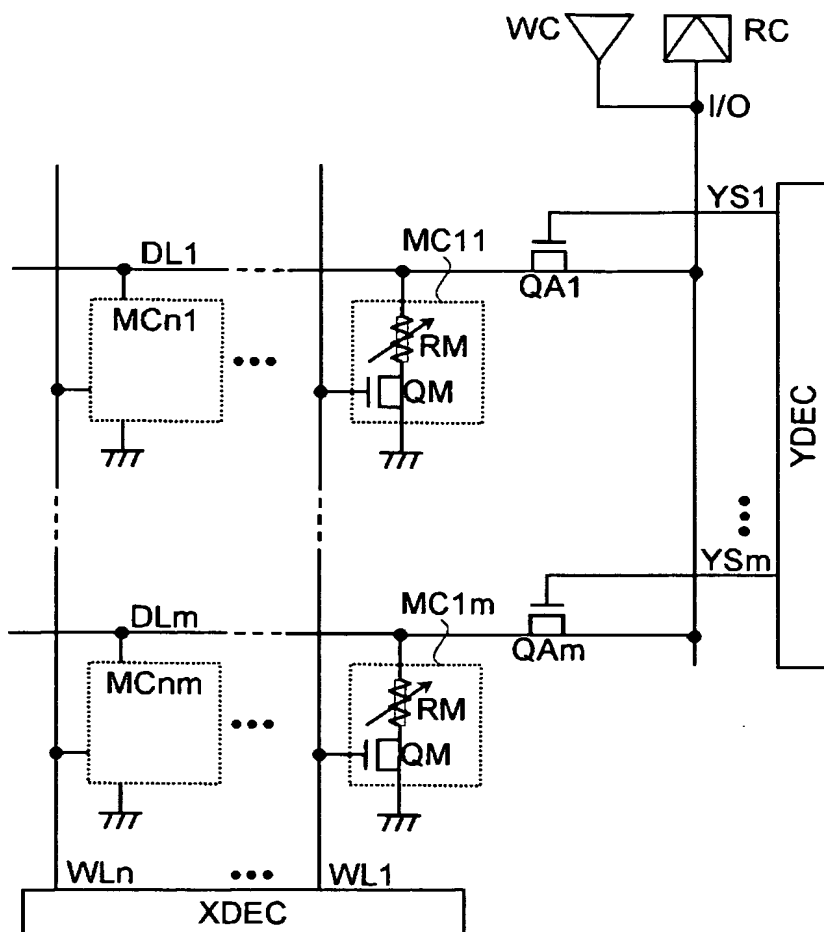 WC
RC
I/O
YS1
MC11
DL1
QA1
MCn1
•••
RM
QM
YDEC
•••
YSm
MC1m
DLm
QAm
MCnm
•••
RM
QM
WLn ••• WL1
XDEC